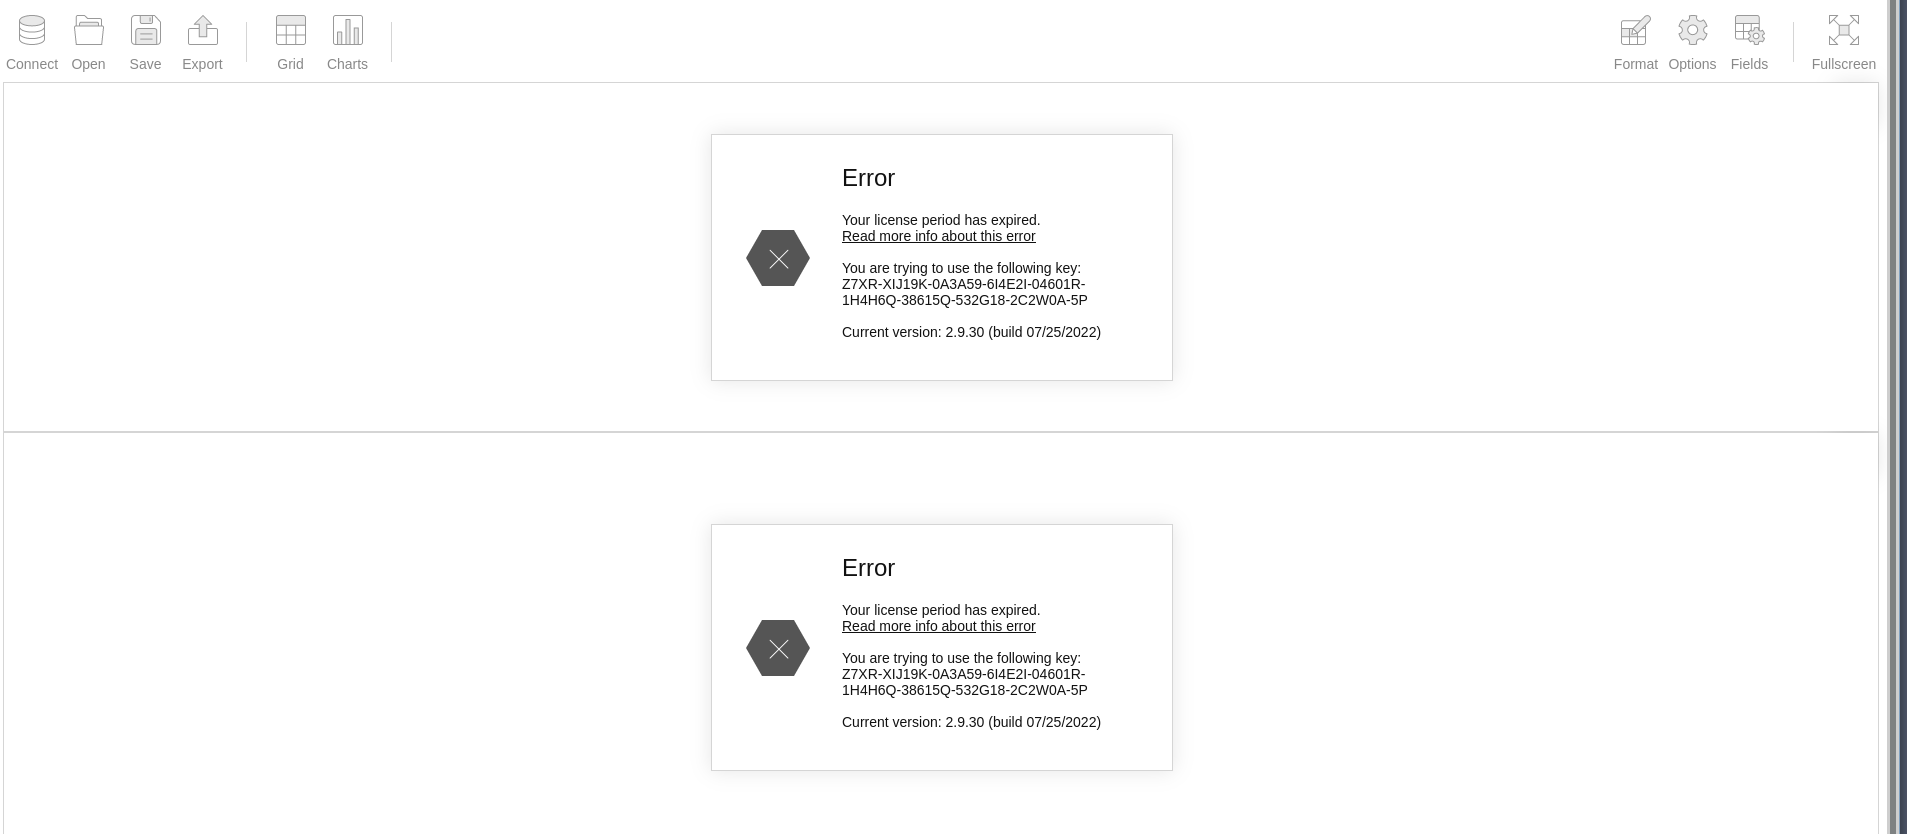 Connect Open Save Export Grid Charts Format Options Fields Fullscreen
Error
Your license period has expired.
Read more info about this error
You are trying to use the following key:
Z7XR-XIJ19K-0A3A59-6I4E2I-04601R-
1H4H6Q-38615Q-532G18-2C2W0A-5P
Current version: 2.9.30 (build 07/25/2022)
Error
Your license period has expired.
Read more info about this error
You are trying to use the following key:
Z7XR-XIJ19K-0A3A59-6I4E2I-04601R-
1H4H6Q-38615Q-532G18-2C2W0A-5P
Current version: 2.9.30 (build 07/25/2022)